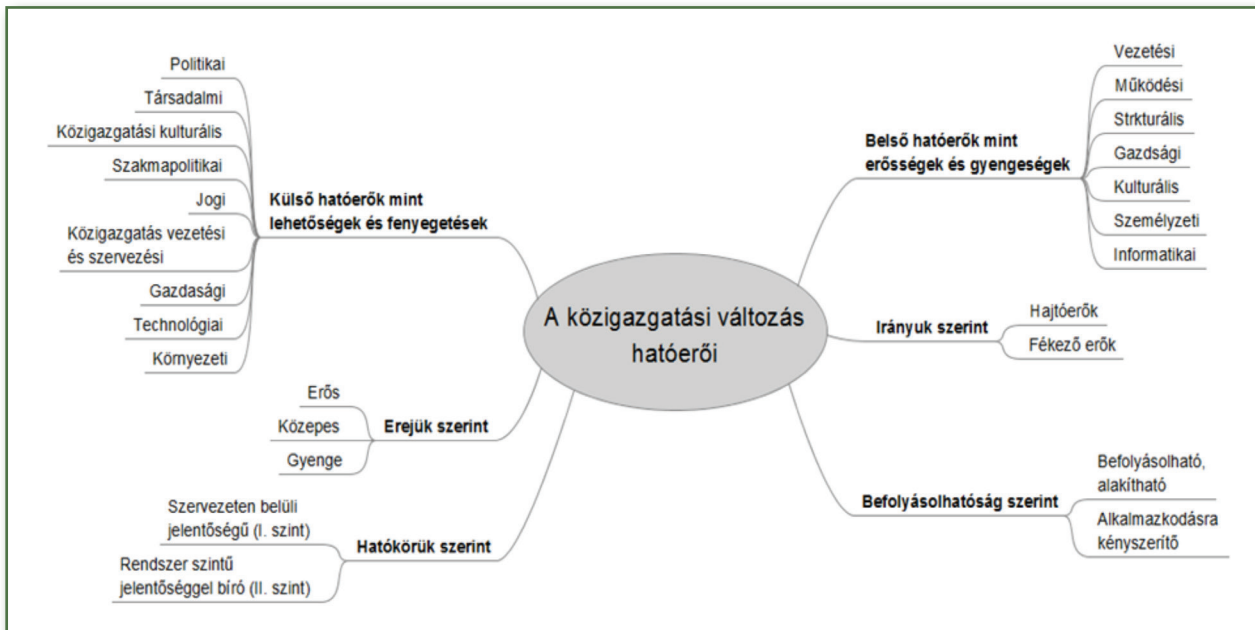 Politikai
Társadalmi
Közigazgatási kulturális
Szakmapolitikai
Jogi
Közigazgatás vezetési
és szervezési
Gazdasági
Technológiai
Környezeti
Külső hatóerők mint
lehetőségek és fenyegetések
Erős
Közepes
Gyenge
Erejük szerint
Szervezeten belüli
jelentőségű (I. szint)
Rendszer szintű
jelentőséggel bíró (II. szint)
Hatókörük szerint
A közigazgatási változás
hatóerői
Belső hatóerők mint
erősségek és gyengeségek
Vezetési
Működési
Strkturális
Gazdsági
Kulturális
Személyzeti
Informatikai
Irányuk szerint
Hajtóerők
Fékező erők
Befolyásolhatóság szerint
Befolyásolható,
alakítható
Alkalmazkodásra
kényszerítő